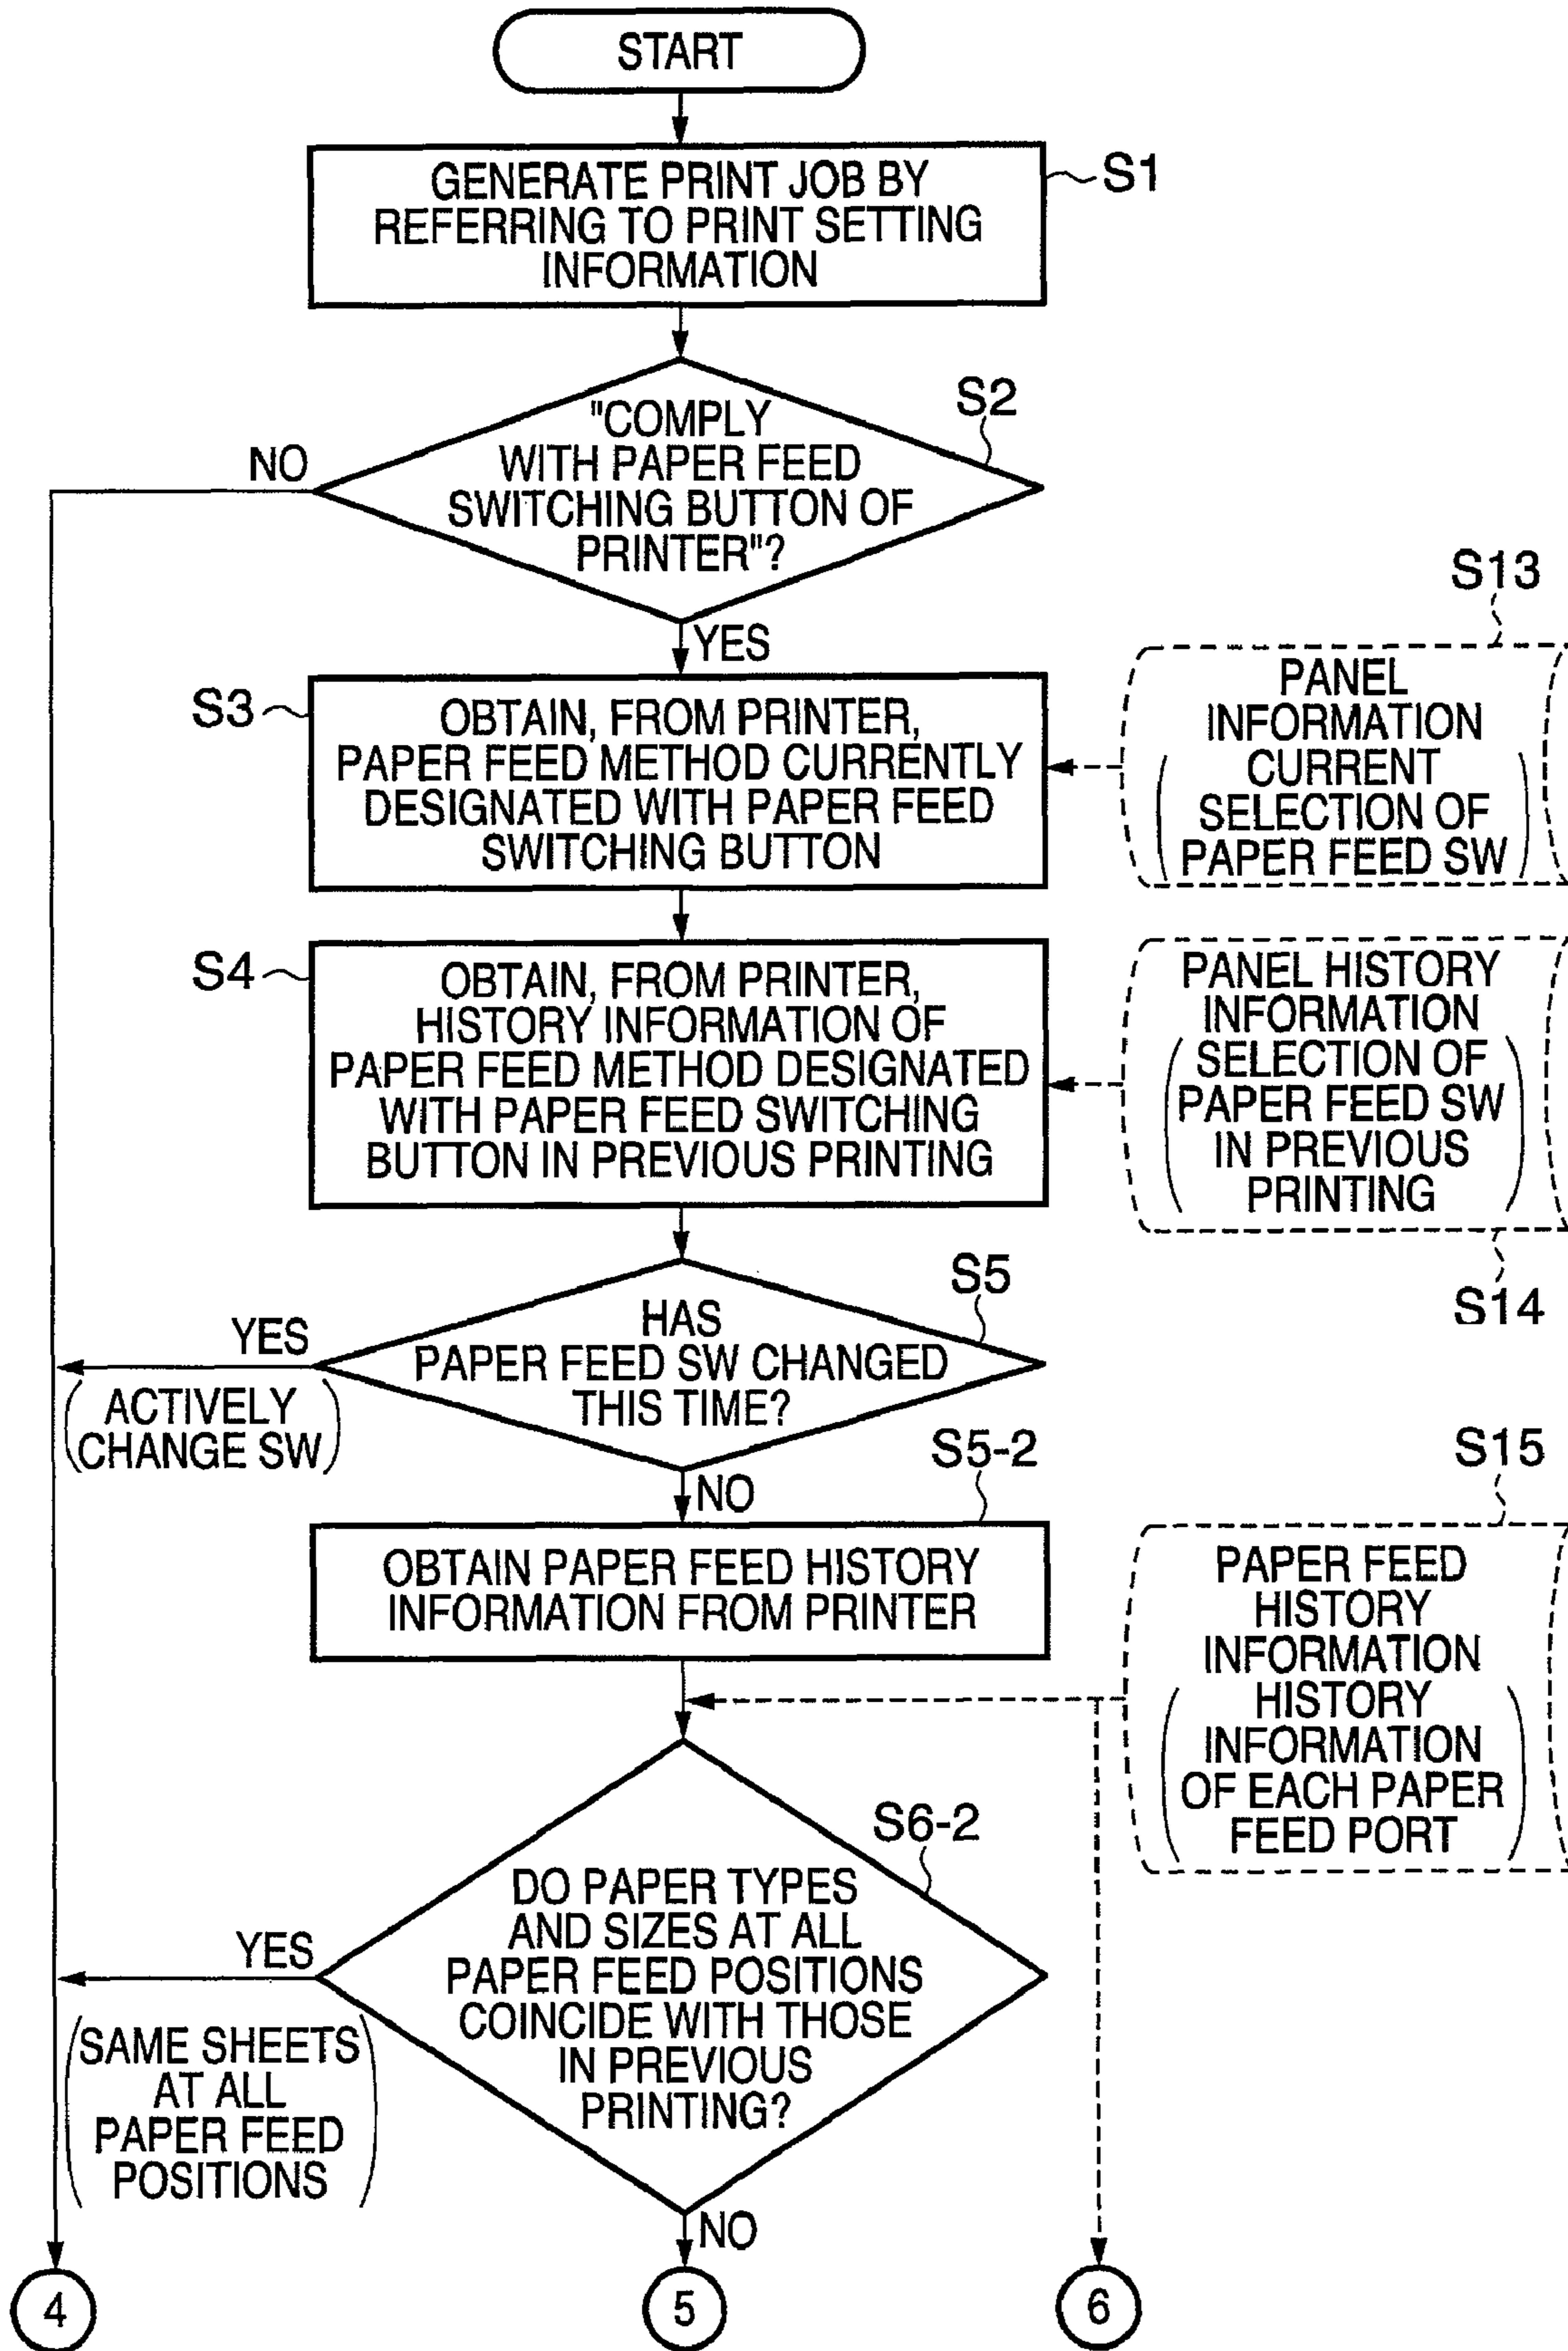 START
GENERATE PRINT JOB BY
REFERRING TO PRINT SETTING
INFORMATION
S1
"COMPLY
WITH PAPER FEED
SWITCHING BUTTON OF
PRINTER"?
S2
NO
YES
S3
OBTAIN, FROM PRINTER,
PAPER FEED METHOD CURRENTLY
DESIGNATED WITH PAPER FEED
SWITCHING BUTTON
S13
PANEL
INFORMATION
CURRENT
SELECTION OF
PAPER FEED SW
S4
OBTAIN, FROM PRINTER,
HISTORY INFORMATION OF
PAPER FEED METHOD DESIGNATED
WITH PAPER FEED SWITCHING
BUTTON IN PREVIOUS PRINTING
PANEL HISTORY
INFORMATION
SELECTION OF
PAPER FEED SW
IN PREVIOUS
PRINTING
S14
S5
HAS
PAPER FEED SW CHANGED
THIS TIME?
YES
(ACTIVELY
CHANGE SW)
NO
S5-2
OBTAIN PAPER FEED HISTORY
INFORMATION FROM PRINTER
S15
PAPER FEED
HISTORY
INFORMATION
HISTORY
INFORMATION
OF EACH PAPER
FEED PORT
S6-2
DO PAPER TYPES
AND SIZES AT ALL
PAPER FEED POSITIONS
COINCIDE WITH THOSE
IN PREVIOUS
PRINTING?
YES
(SAME SHEETS
AT ALL
PAPER FEED
POSITIONS)
NO
4
5
6